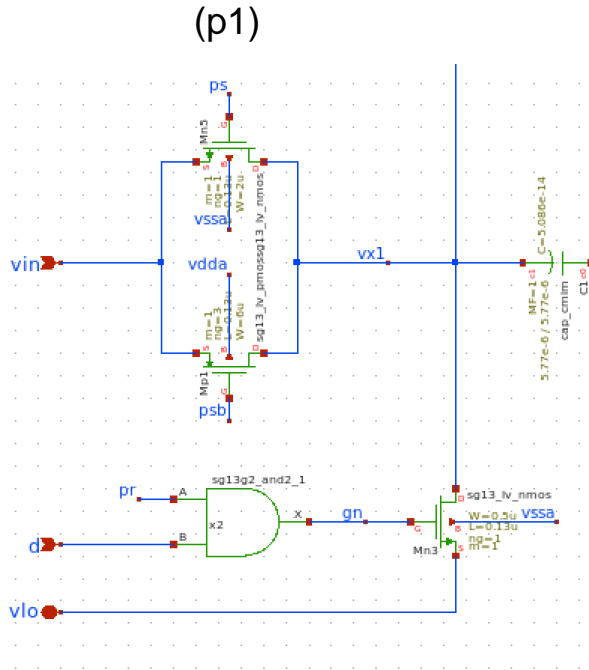 (p1)
ps
G
Mn5
S
B
D
m=1
ng=1
L=0.13u
W=2u
sg13_lv_nmos
vssa
vin
vdda
vx1
C=5.086e-14
c1
c0
MF=1
5.77e-6 / 5.77e-6
cap_cmim
C1
m=1
ng=3
L=0.13u
W=6u
sg13_lv_pmos
S
B
D
Mp1
G
psb
sg13g2_and2_1
pr
A
x2
X
gn
d
B
D
sg13_lv_nmos
W=0.5u
vssa
L=0.13u
G
B
ng=1
S
m=1
Mn3
vlo